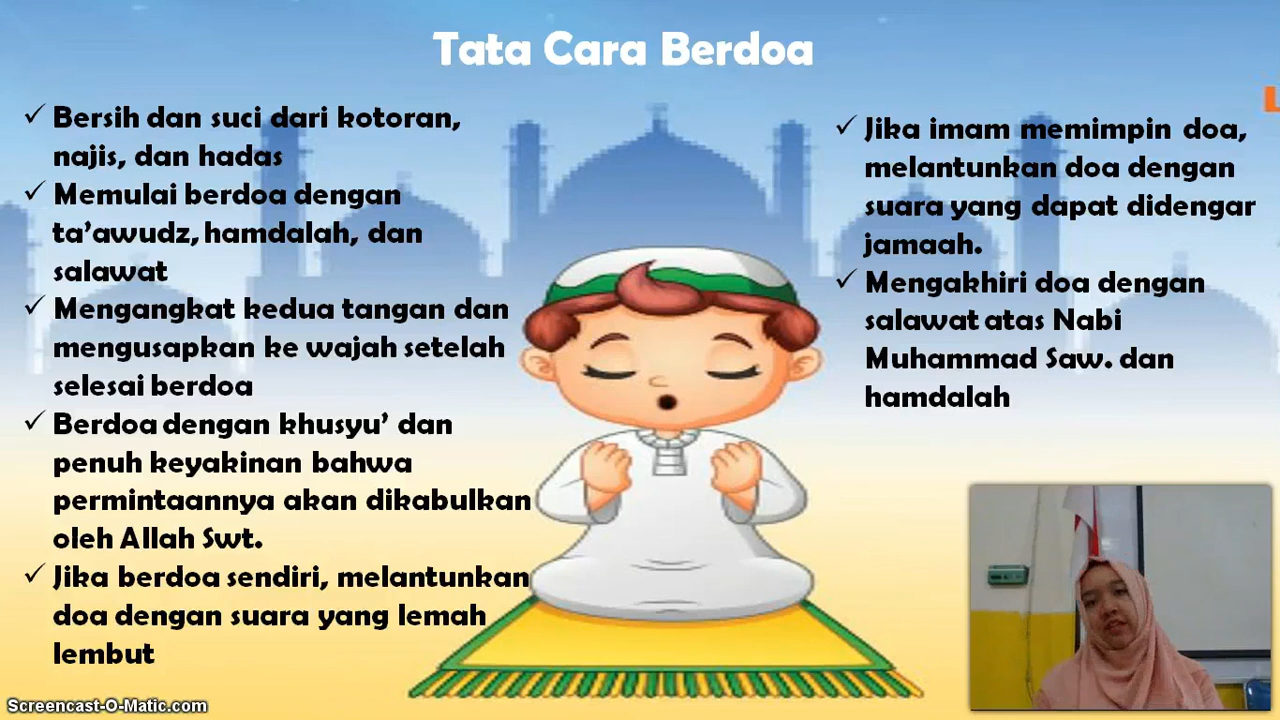 Tata Cara Berdoa
✓ Bersih dan suci dari kotoran,
najis, dan hadas
✓ Memulai berdoa dengan
ta'awudz, hamdalah, dan
salawat
✓ Mengangkat kedua tangan dan
mengusapkan ke wajah setelah
selesai berdoa
✓ Berdoa dengan khusyu' dan
penuh keyakinan bahwa
permintaannya akan dikabulkan
oleh Allah Swt.
✓ Jika berdoa sendiri, melantunkan
doa dengan suara yang lemah
lembut
✓ Jika imam memimpin doa,
melantunkan doa dengan
suara yang dapat didengar
jamaah.
✓ Mengakhiri doa dengan
salawat atas Nabi
Muhammad Saw. dan
hamdalah
Screencast-O-Matic.com